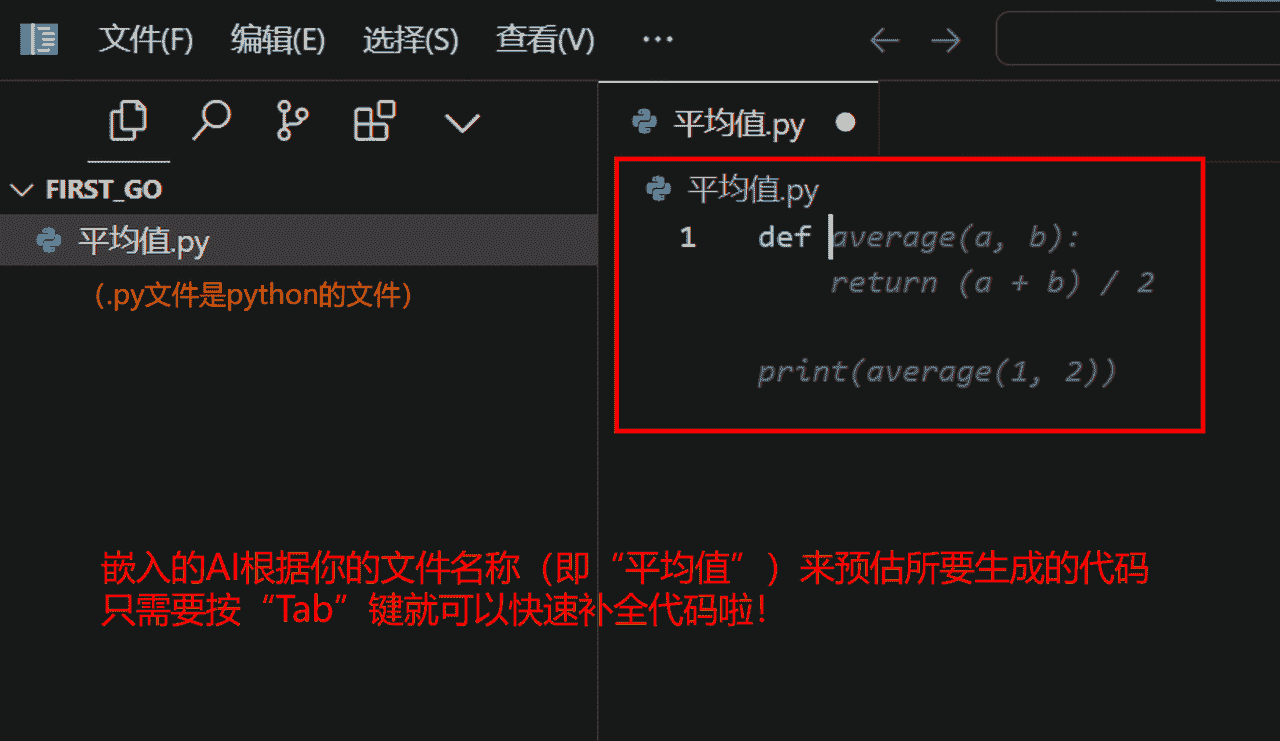 文件(F) 编辑(E) 选择(S) 查看(V) ···
平均值.py
FIRST_GO
平均值.py
(.py文件是python的文件)
平均值.py
1 def average(a, b):
return (a + b) / 2
print(average(1, 2))
嵌入的AI根据你的文件名称（即“平均值”）来预估所要生成的代码
只需要按“Tab”键就可以快速补全代码啦！